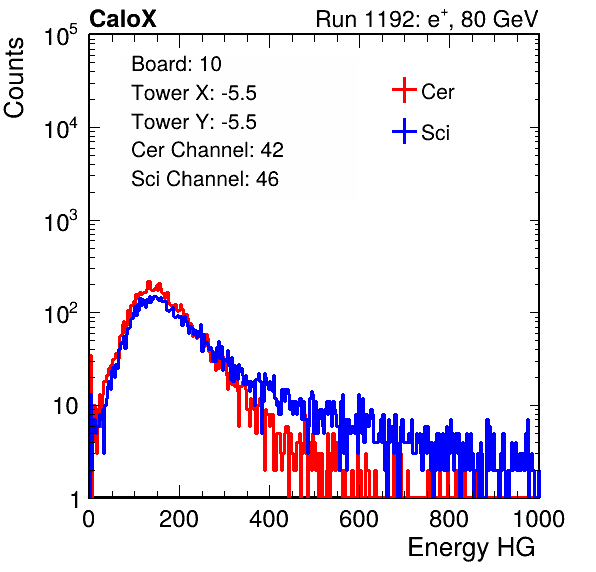 CaloX Run 1192: e+, 80 GeV
Counts
10^5
10^4
10^3
10^2
10
1
Board: 10
Tower X: -5.5
Tower Y: -5.5
Cer Channel: 42
Sci Channel: 46
Cer
Sci
0 200 400 600 800 1000
Energy HG